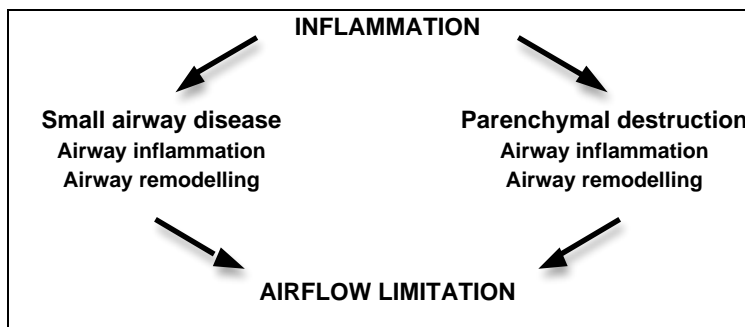 INFLAMMATION
Small airway disease
Airway inflammation
Airway remodelling
Parenchymal destruction
Airway inflammation
Airway remodelling
AIRFLOW LIMITATION